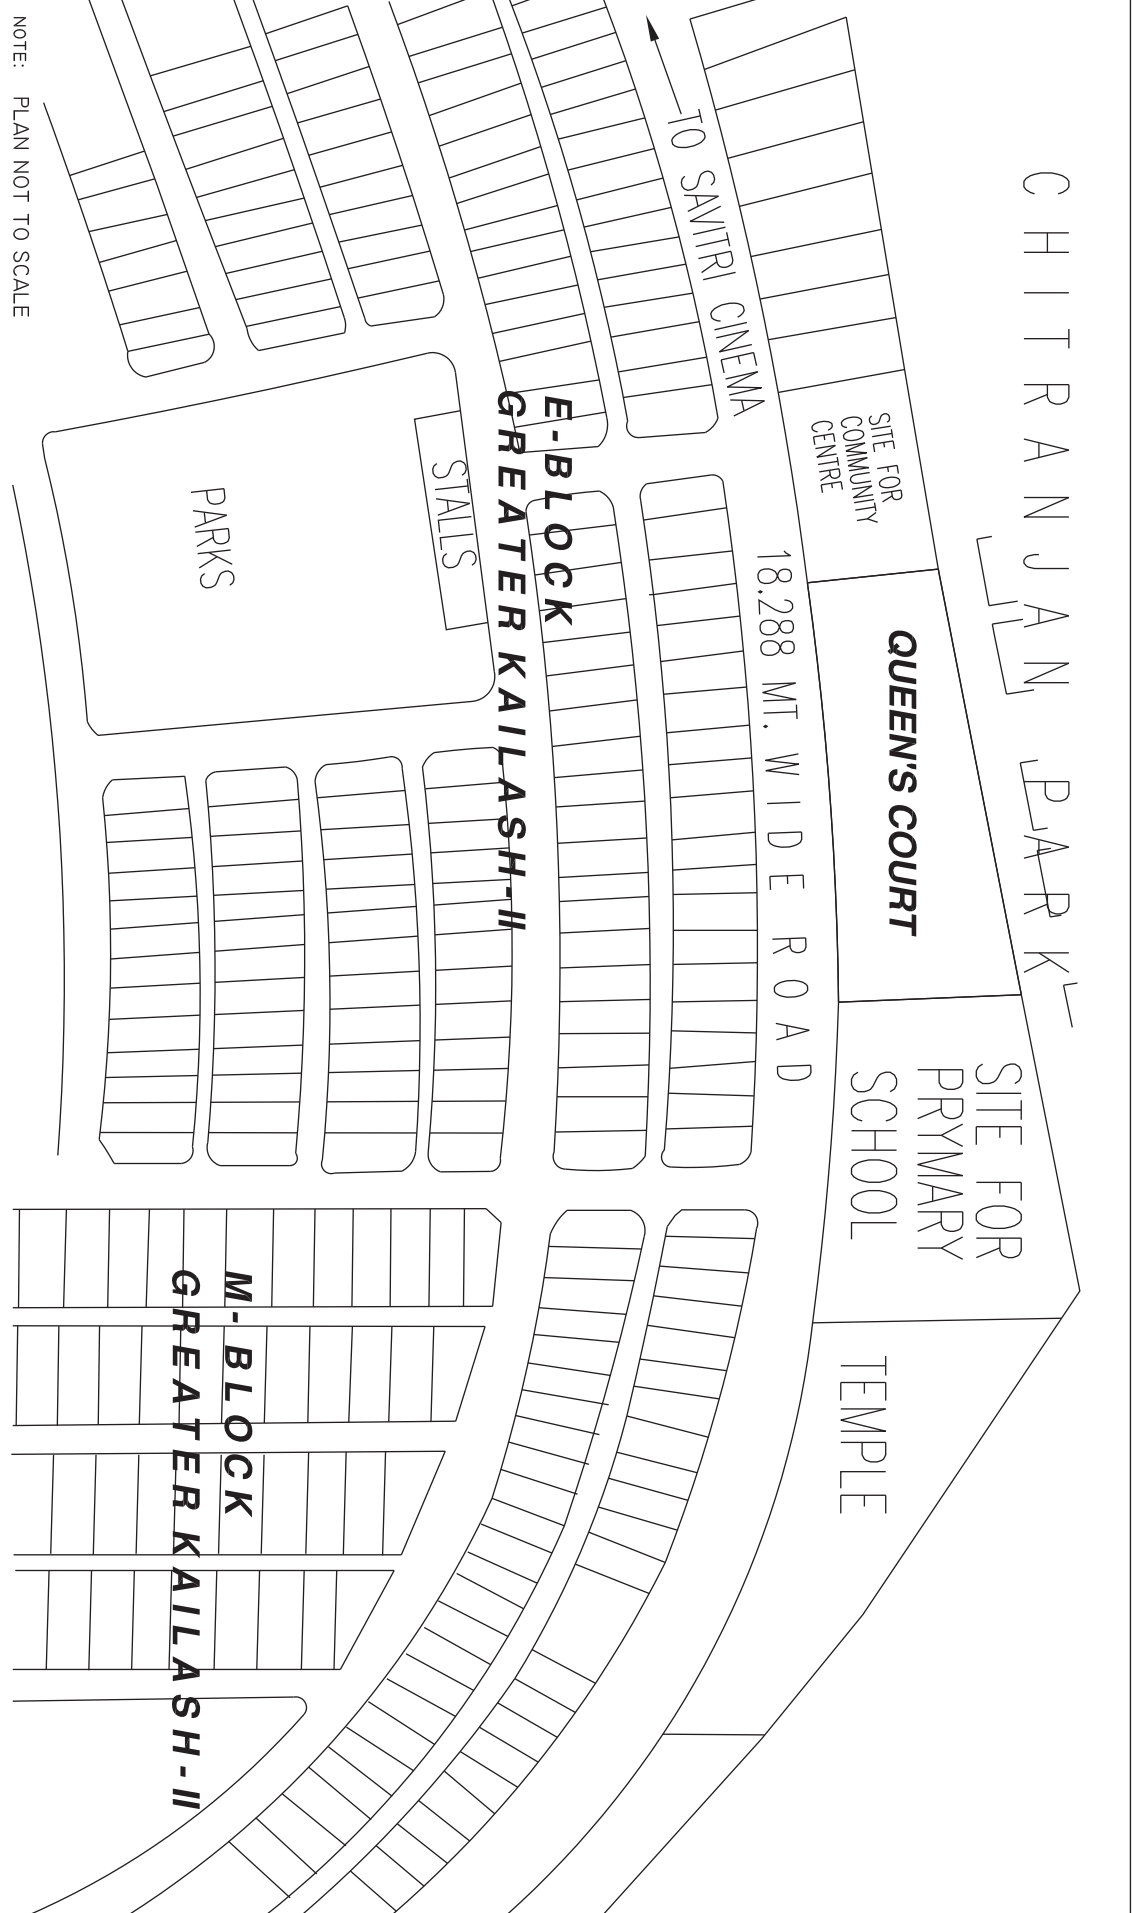 CHITRANJAN PARK
TO SAVITRI CINEMA
SITE FOR
COMMUNITY
CENTRE
QUEEN'S COURT
SITE FOR
PRYMARY
SCHOOL
TEMPLE
18.288 MT. WIDE ROAD
E-BLOCK
GREATER KAILASH-II
STALLS
PARKS
M-BLOCK
GREATER KAILASH-II
NOTE: PLAN NOT TO SCALE